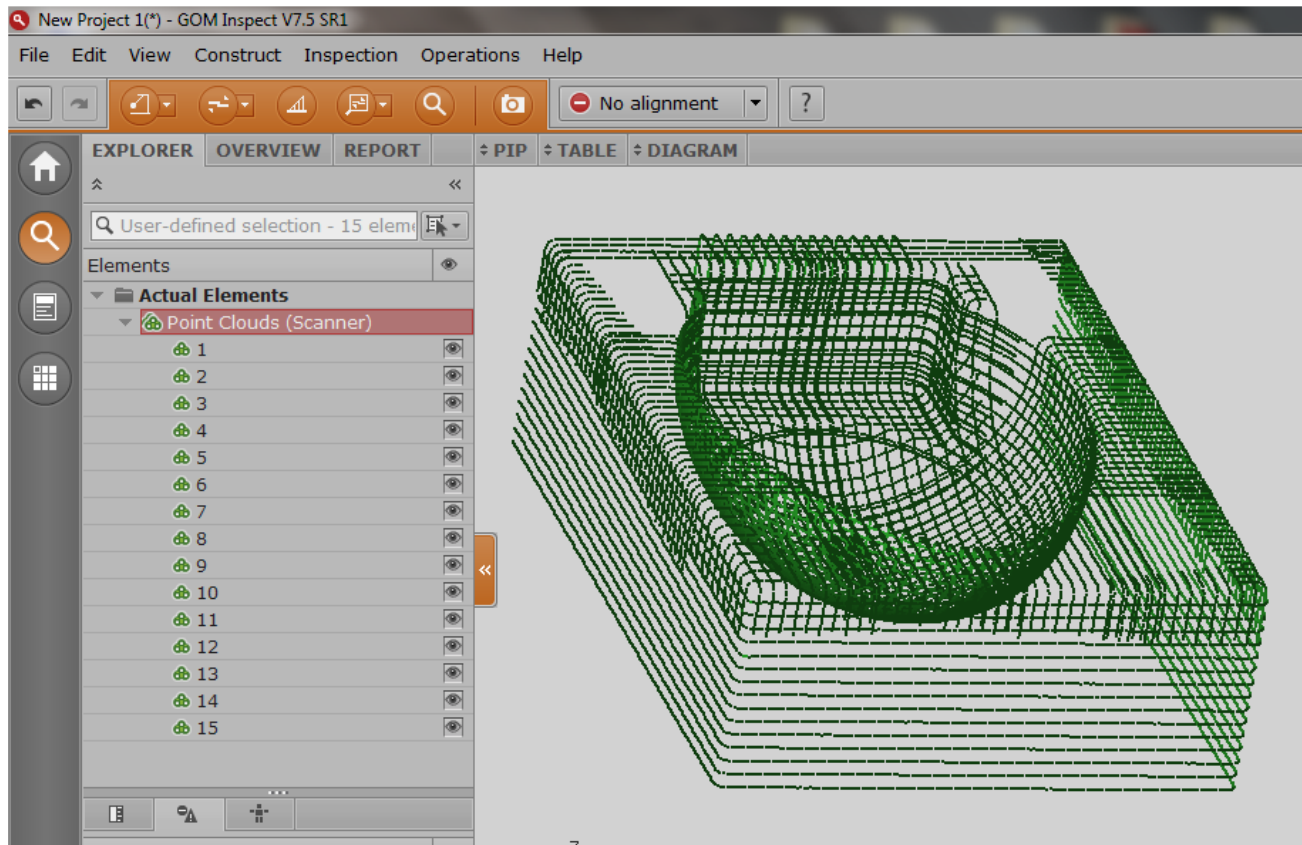 New Project 1(*) - GOM Inspect V7.5 SR1
File Edit View Construct Inspection Operations Help
No alignment ?
EXPLORER OVERVIEW REPORT PIP TABLE DIAGRAM
User-defined selection - 15 elem
Elements
Actual Elements
Point Clouds (Scanner)
1
2
3
4
5
6
7
8
9
10
11
12
13
14
15